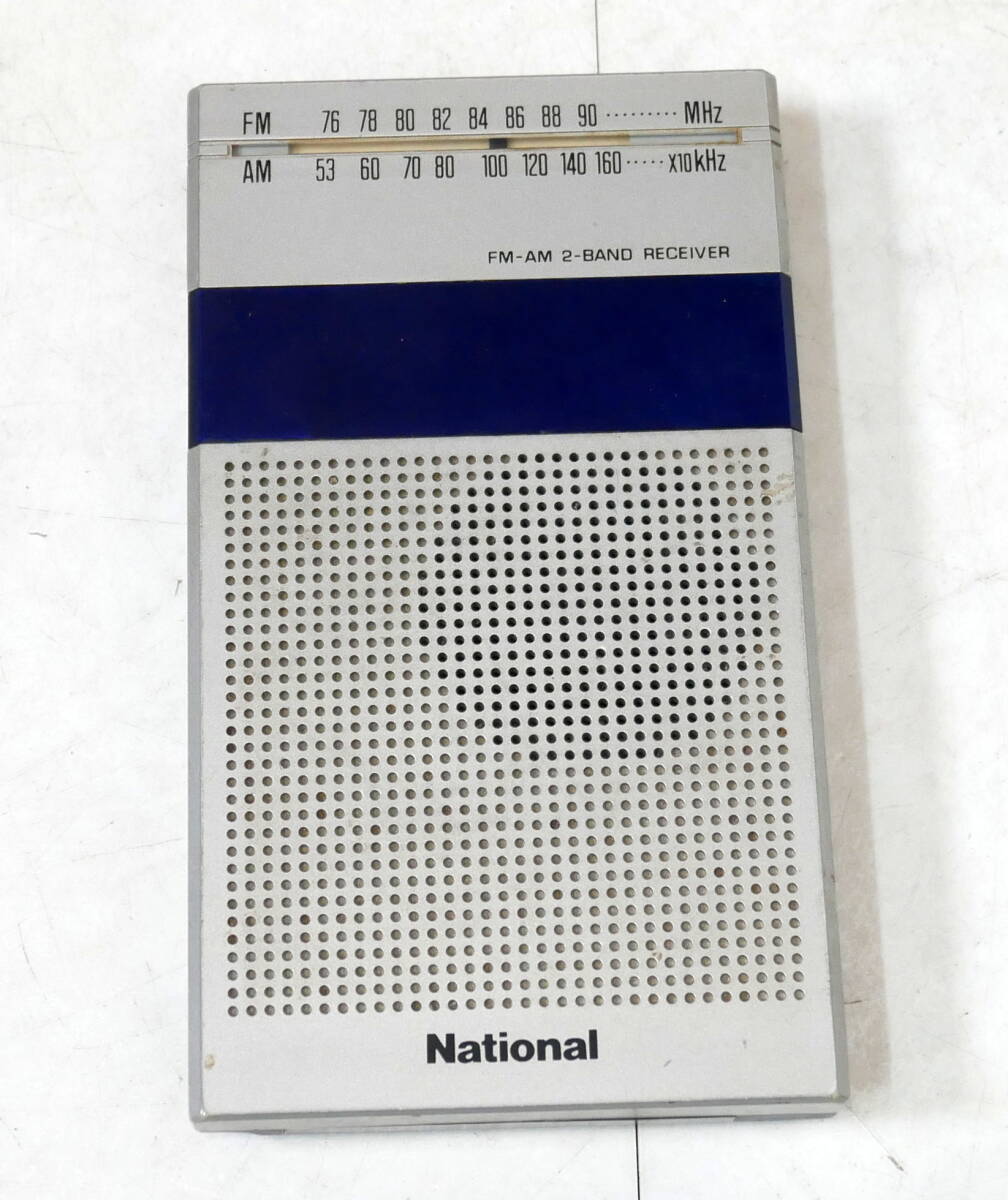 FM 76 78 80 82 84 86 88 90 ········· MHz
AM 53 60 70 80 100 120 140 160 ····· X10kHz
FM-AM 2-BAND RECEIVER
National